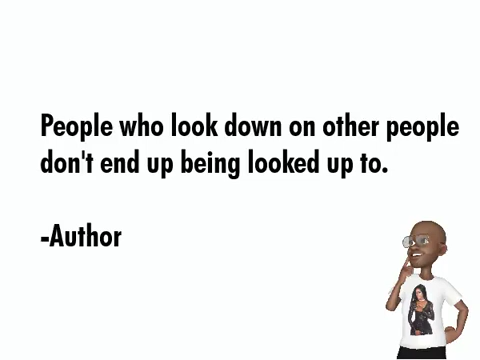 People who look down on other people
don't end up being looked up to.
-Author